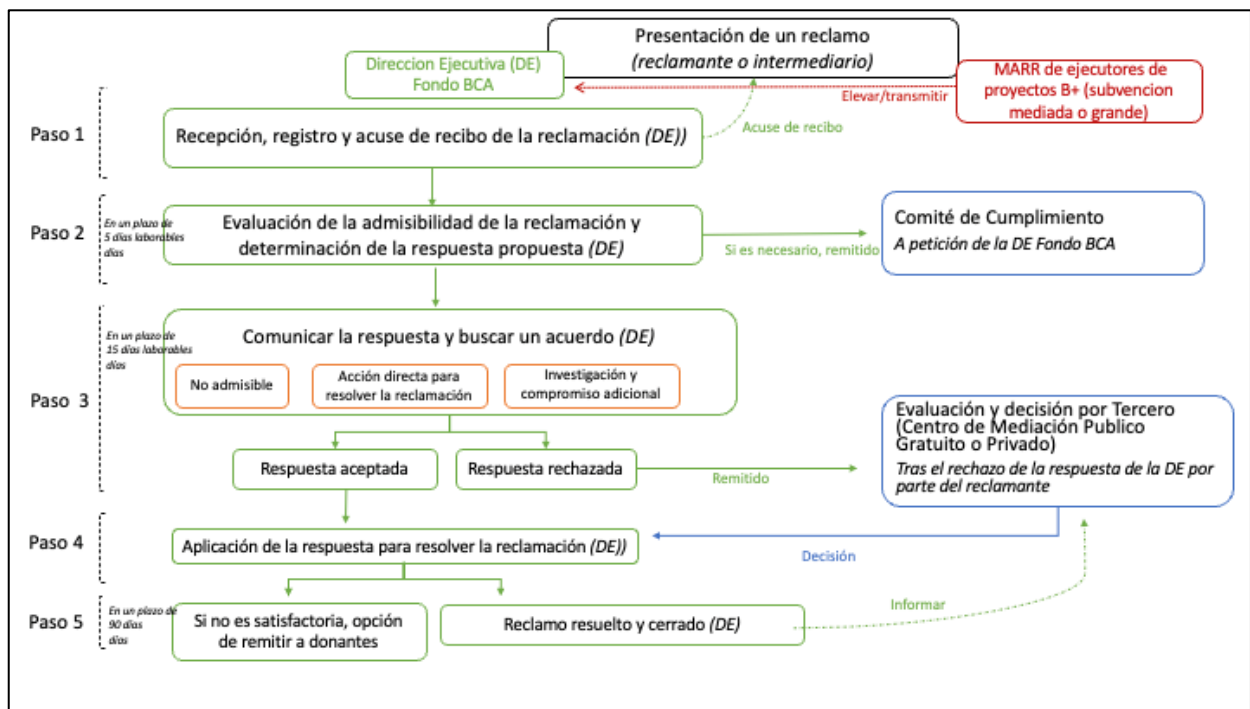 Presentación de un reclamo
(reclamante o intermediario)
Direccion Ejecutiva (DE)
Fondo BCA
MARR de ejecutores de
proyectos B+ (subvencion
mediada o grande)
Elevar/transmitir
Acuse de recibo
Paso 1
Recepción, registro y acuse de recibo de la reclamación (DE))
Paso 2
En un plazo de
5 días laborables
días
Evaluación de la admisibilidad de la reclamación y
determinación de la respuesta propuesta (DE)
Si es necesario, remitido
Comité de Cumplimiento
A petición de la DE Fondo BCA
Paso 3
En un plazo de
15 días laborables
días
Comunicar la respuesta y buscar un acuerdo (DE)
No admisible
Acción directa para
resolver la reclamación
Investigación y
compromiso adicional
Respuesta aceptada
Respuesta rechazada
Remitido
Evaluación y decisión por Tercero
(Centro de Mediación Publico
Gratuito o Privado)
Tras el rechazo de la respuesta de la DE por
parte del reclamante
Paso 4
Aplicación de la respuesta para resolver la reclamación (DE))
Decisión
Paso 5
En un plazo de
90 días
días
Si no es satisfactoria, opción
de remitir a donantes
Reclamo resuelto y cerrado (DE)
Informar